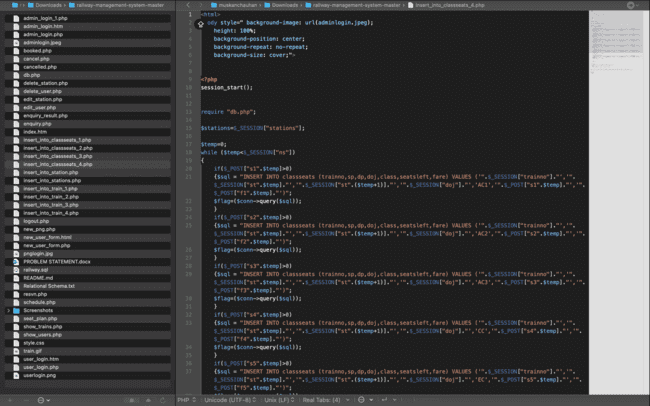 Downloads
railway-management-system-master
muskanchauhan
Downloads
railway-management-system-master
insert_into_classseats_4.php
admin_login_1.php
admin_login.htm
admin_login.php
adminlogin.jpeg
booked.php
cancel.php
cancelled.php
db.php
delete_station.php
delete_user.php
edit_station.php
edit_user.php
enquiry_result.php
enquiry.php
index.htm
insert_into_classseats_1.php
insert_into_classseats_2.php
insert_into_classseats_3.php
insert_into_classseats_4.php
insert_into_station.php
insert_into_stations.php
insert_into_train_1.php
insert_into_train_2.php
insert_into_train_3.php
insert_into_train_4.php
logout.php
new_png.php
new_user_form.html
new_user_form.php
pnglogin.jpg
PROBLEM STATEMENT.docx
railway.sql
README.md
Relational Schema.txt
resvn.php
schedule.php
Screenshots
seat_plan.php
show_trains.php
show_users.php
style.css
train.gif
user_login.htm
user_login.php
userlogin.png
1 <html>
ody style=" background-image: url(adminlogin.jpeg);
height: 100%;
background-position: center;
background-repeat: no-repeat;
background-size: cover;">
<?php
10 session_start();
require "db.php";
$stations=$_SESSION["stations"];
$temp=0;
18 while ($temp<$_SESSION["ns"])
{
if($_POST["s1".$temp]>0)
{$sql = "INSERT INTO classseats (trainno,sp,dp,doj,class,seatsleft,fare) VALUES ('".$_SESSION["trainno"]."','".
$_SESSION["st".$temp]."','".$_SESSION["st".($temp+1)]."','".$_SESSION["doj"]."','AC1','".$_POST["s1".$temp]."','".
$_POST["f1".$temp]."')";
22 $flag=($conn->query($sql));
}
if($_POST["s2".$temp]>0)
{$sql = "INSERT INTO classseats (trainno,sp,dp,doj,class,seatsleft,fare) VALUES ('".$_SESSION["trainno"]."','".
$_SESSION["st".$temp]."','".$_SESSION["st".($temp+1)]."','".$_SESSION["doj"]."','AC2','".$_POST["s2".$temp]."','".
$_POST["f2".$temp]."')";
26 $flag=($conn->query($sql));
}
if($_POST["s3".$temp]>0)
{$sql = "INSERT INTO classseats (trainno,sp,dp,doj,class,seatsleft,fare) VALUES ('".$_SESSION["trainno"]."','".
$_SESSION["st".$temp]."','".$_SESSION["st".($temp+1)]."','".$_SESSION["doj"]."','AC3','".$_POST["s3".$temp]."','".
$_POST["f3".$temp]."')";
30 $flag=($conn->query($sql));
}
if($_POST["s4".$temp]>0)
{$sql = "INSERT INTO classseats (trainno,sp,dp,doj,class,seatsleft,fare) VALUES ('".$_SESSION["trainno"]."','".
$_SESSION["st".$temp]."','".$_SESSION["st".($temp+1)]."','".$_SESSION["doj"]."','CC','".$_POST["s4".$temp]."','".
$_POST["f4".$temp]."')";
34 $flag=($conn->query($sql));
}
if($_POST["s5".$temp]>0)
{$sql = "INSERT INTO classseats (trainno,sp,dp,doj,class,seatsleft,fare) VALUES ('".$_SESSION["trainno"]."','".
$_SESSION["st".$temp]."','".$_SESSION["st".($temp+1)]."','".$_SESSION["doj"]."','EC','".$_POST["s5".$temp]."','".
$_POST["f5".$temp]."')";
PHP
Unicode (UTF-8)
Unix (LF)
Real Tabs: (4)